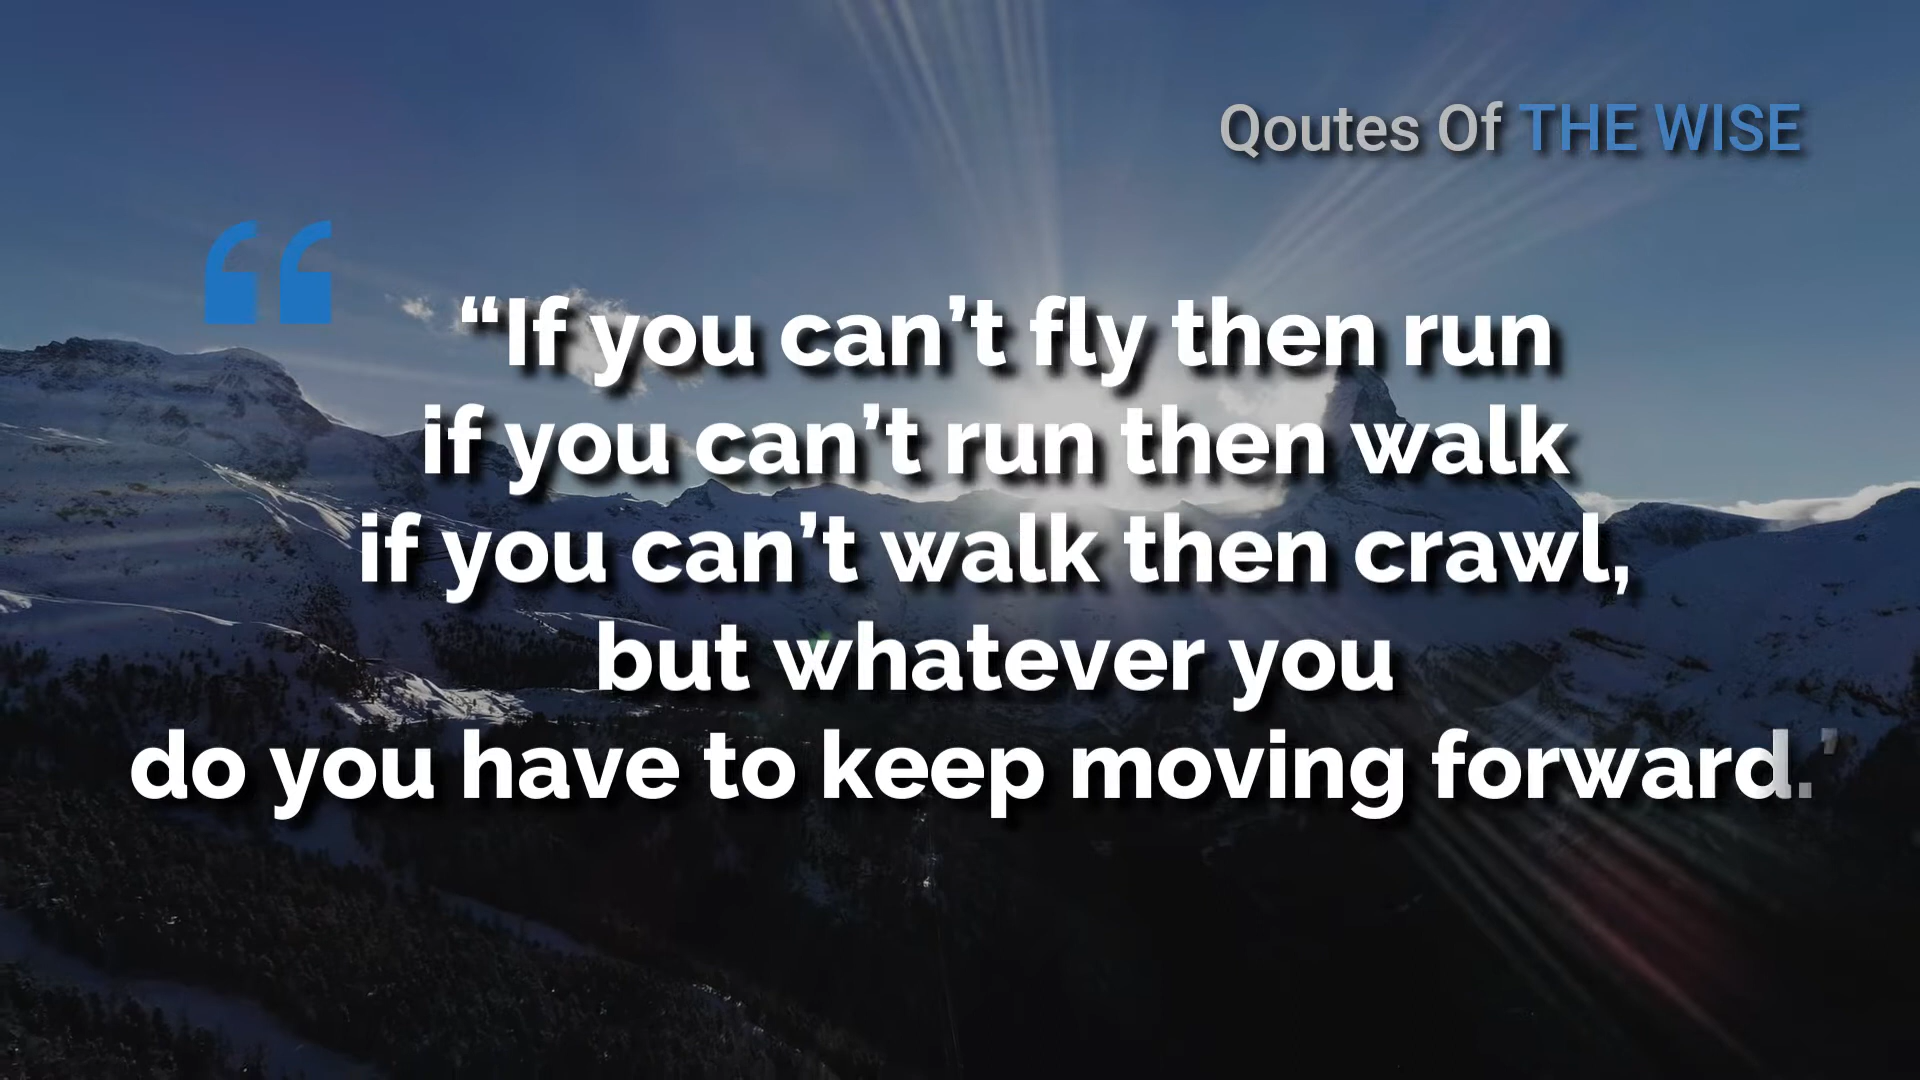 Qoutes Of THE WISE
“If you can’t fly then run
if you can’t run then walk
if you can’t walk then crawl,
but whatever you
do you have to keep moving forward.’